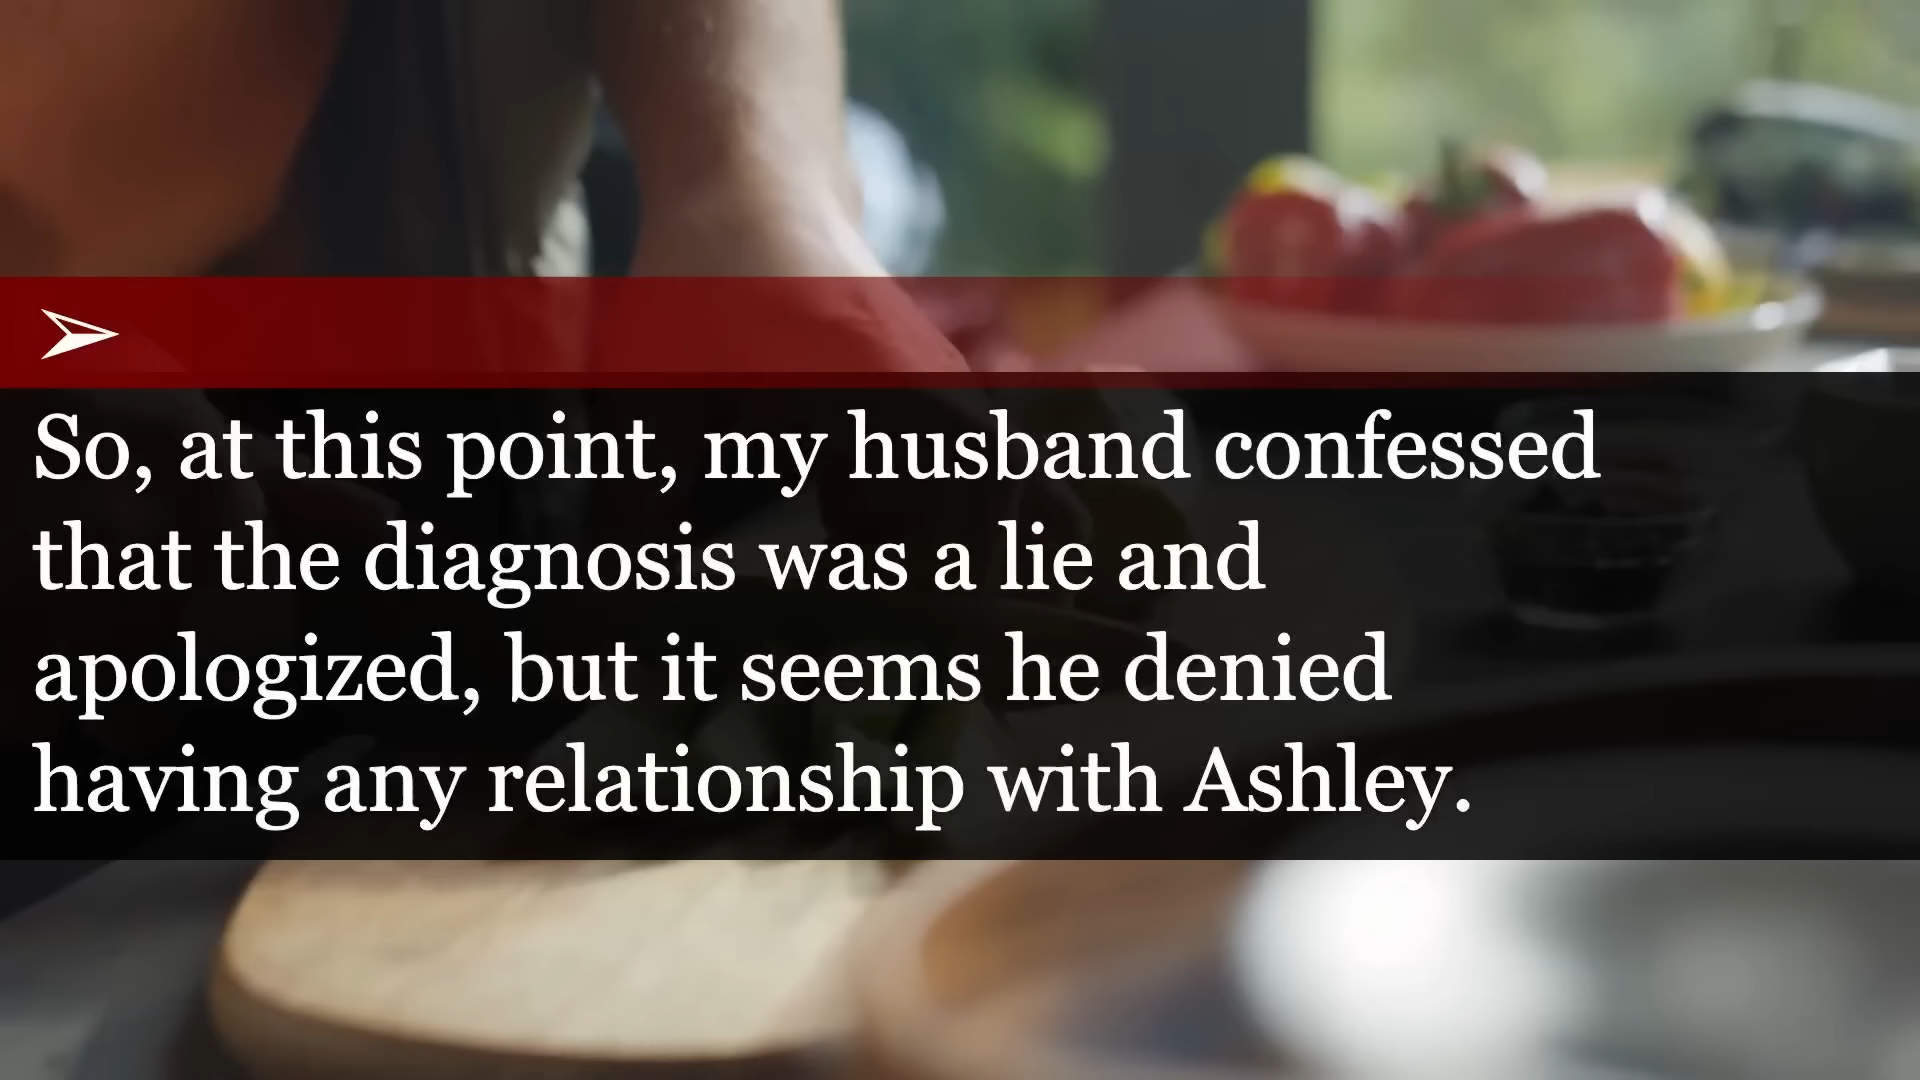 So, at this point, my husband confessed
that the diagnosis was a lie and
apologized, but it seems he denied
having any relationship with Ashley.